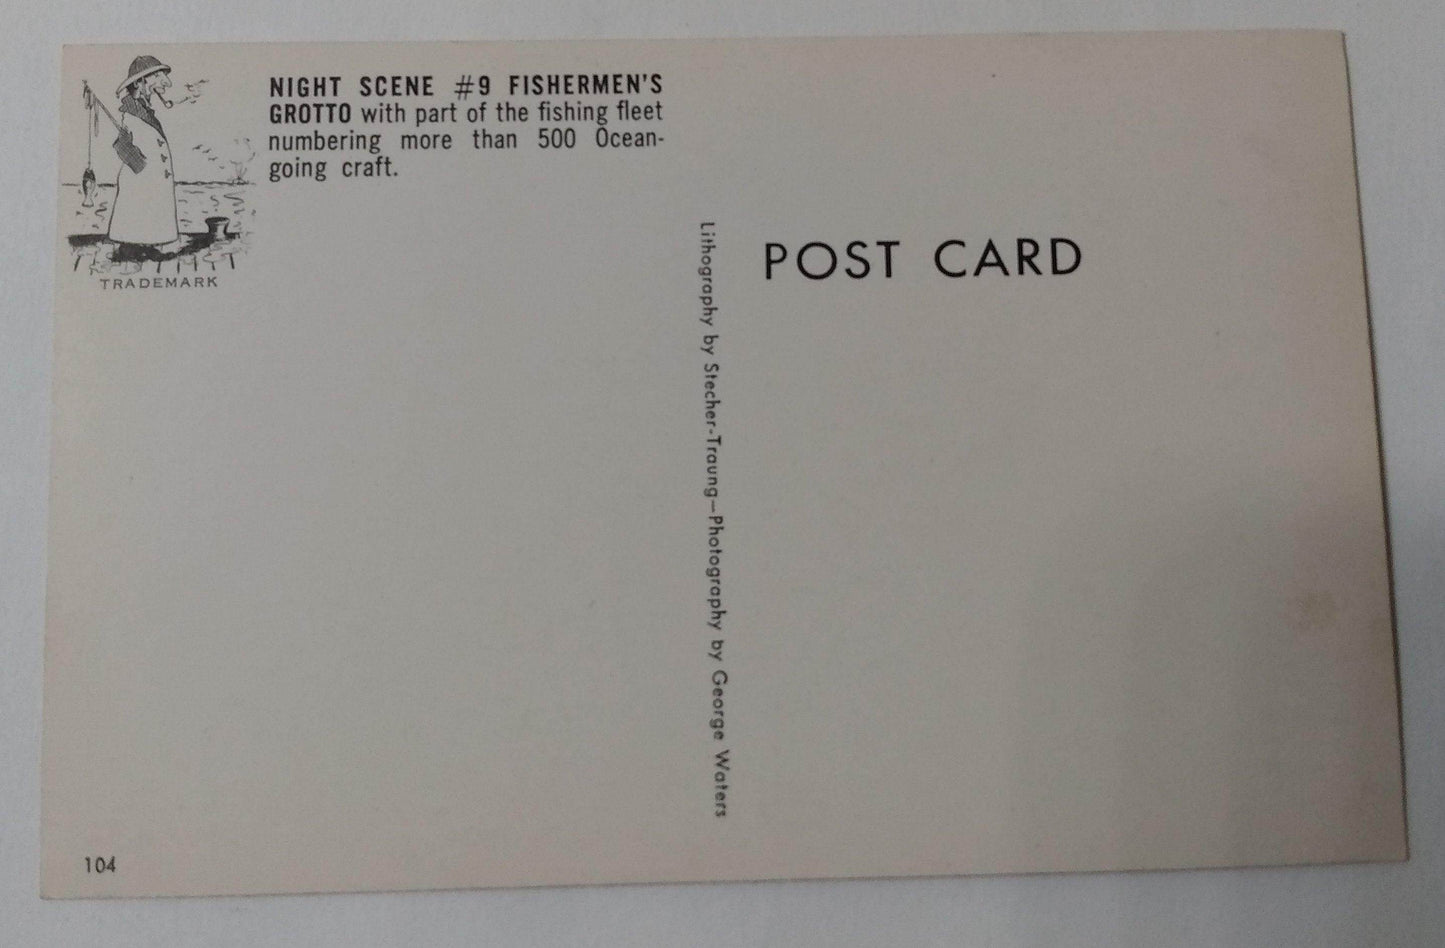 NIGHT SCENE #9 FISHERMEN'S
GROTTO with part of the fishing fleet
numbering more than 500 Ocean-
going craft.
TRADEMARK
Lithography by Stecher-Traung—Photography by George Waters
POST CARD
104